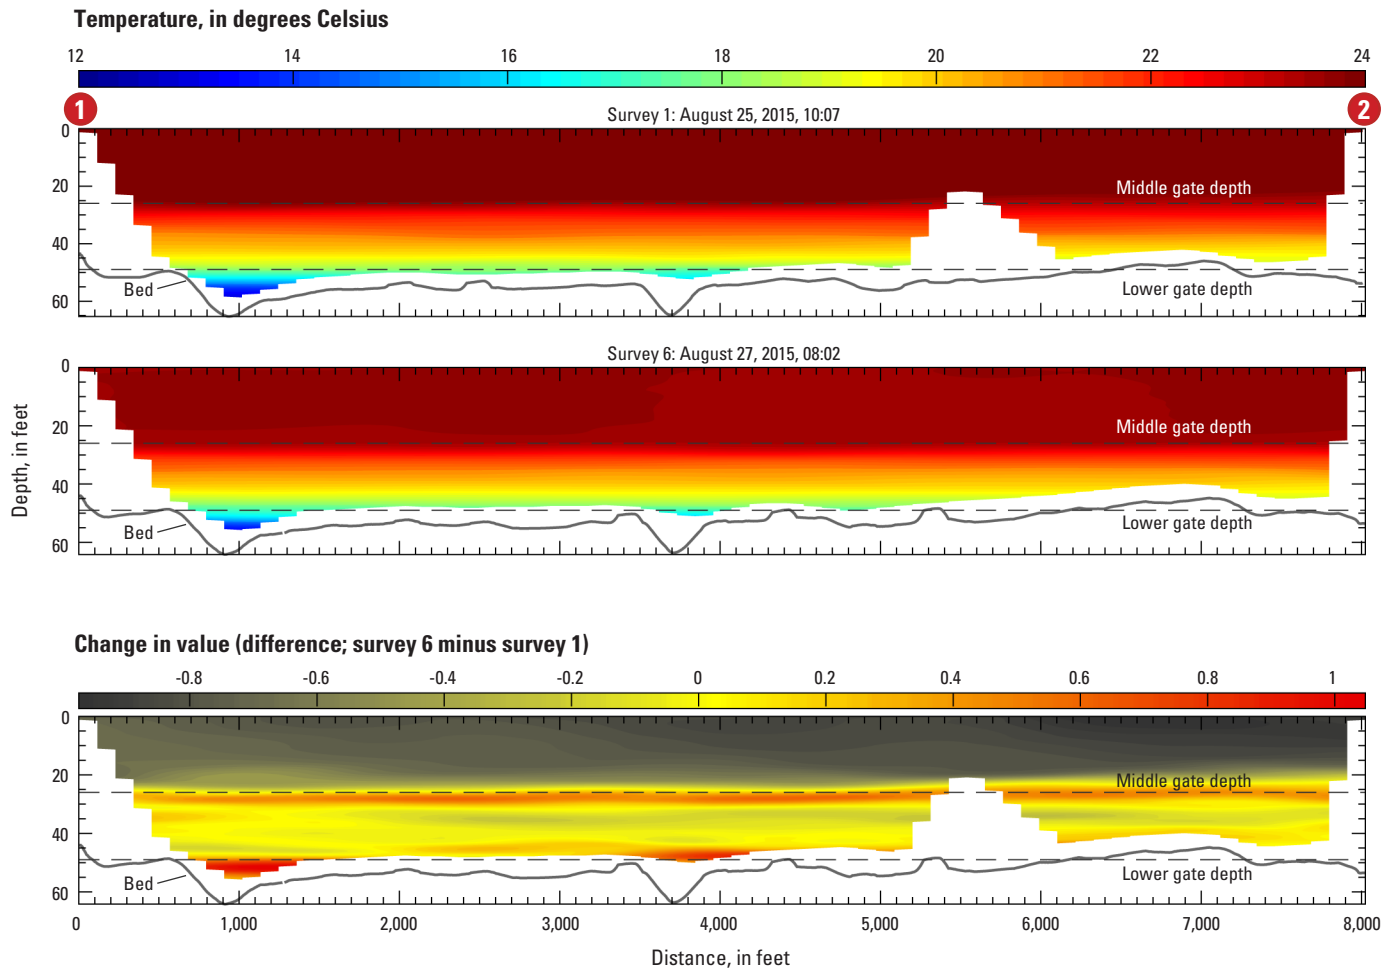 Temperature, in degrees Celsius
12 14 16 18 20 22 24
1 2
Survey 1: August 25, 2015, 10:07
0
20
40
60
Middle gate depth
Lower gate depth
Bed
Survey 6: August 27, 2015, 08:02
0
20
40
60
Middle gate depth
Lower gate depth
Bed
Depth, in feet
Change in value (difference; survey 6 minus survey 1)
-0.8 -0.6 -0.4 -0.2 0 0.2 0.4 0.6 0.8 1
0
20
40
60
Middle gate depth
Lower gate depth
Bed
0 1,000 2,000 3,000 4,000 5,000 6,000 7,000 8,000
Distance, in feet